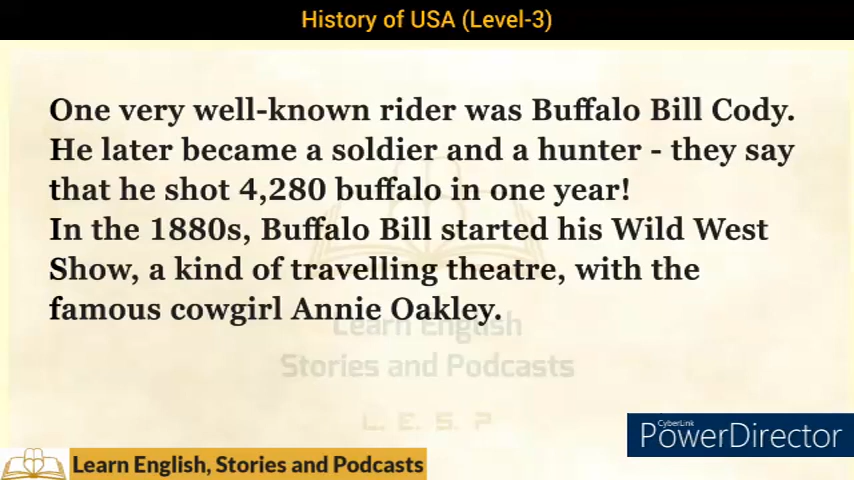 History of USA (Level-3)
One very well-known rider was Buffalo Bill Cody.
He later became a soldier and a hunter - they say
that he shot 4,280 buffalo in one year!
In the 1880s, Buffalo Bill started his Wild West
Show, a kind of travelling theatre, with the
famous cowgirl Annie Oakley.
Learn English
Stories and Podcasts
L. E. S. P
CyberLink
PowerDirector
Learn English, Stories and Podcasts